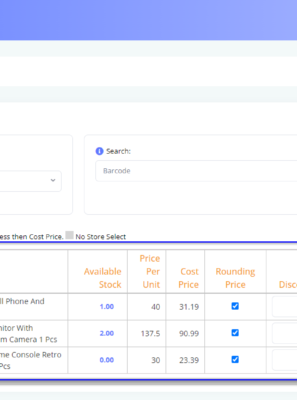 Search:
Barcode
ess then Cost Price. No Store Select
Available Stock
Price Per Unit
Cost Price
Rounding Price
Disc
ll Phone And
1.00 40 31.19
nitor With
m Camera 1 Pcs
2.00 137.5 90.99
me Console Retro
Pcs
0.00 30 23.39